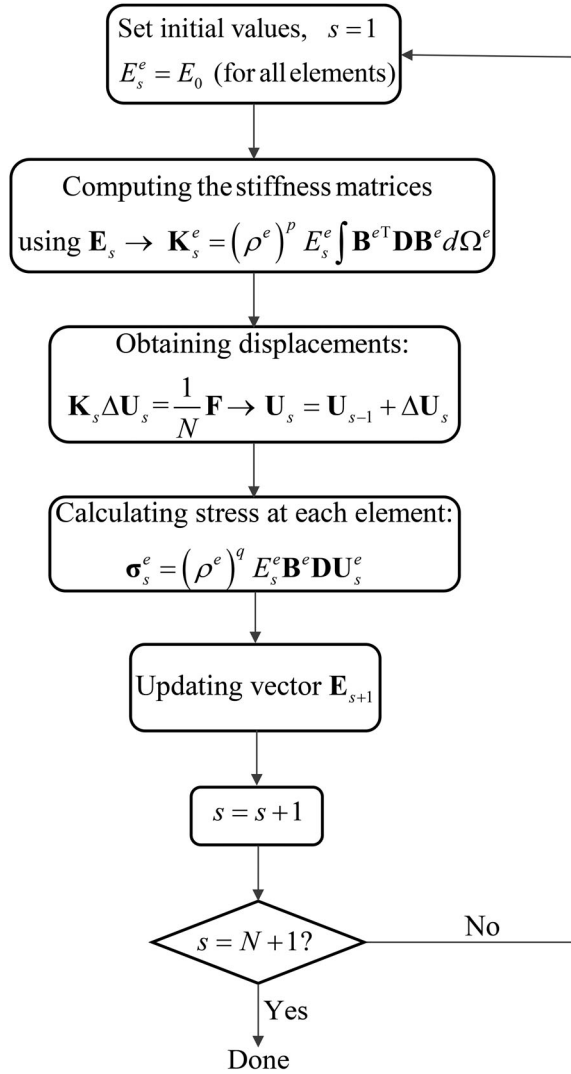 Set initial values, s = 1
E_s^e = E_0 (for all elements)
Computing the stiffness matrices
using E_s → K_s^e = (ρ^e)^p E_s^e ∫ B^{eT} D B^e dΩ^e
Obtaining displacements:
K_s ΔU_s = 1/N F → U_s = U_{s−1} + ΔU_s
Calculating stress at each element:
σ_s^e = (ρ^e)^q E_s^e B^e D U_s^e
Updating vector E_{s+1}
s = s + 1
s = N + 1?
No
Yes
Done